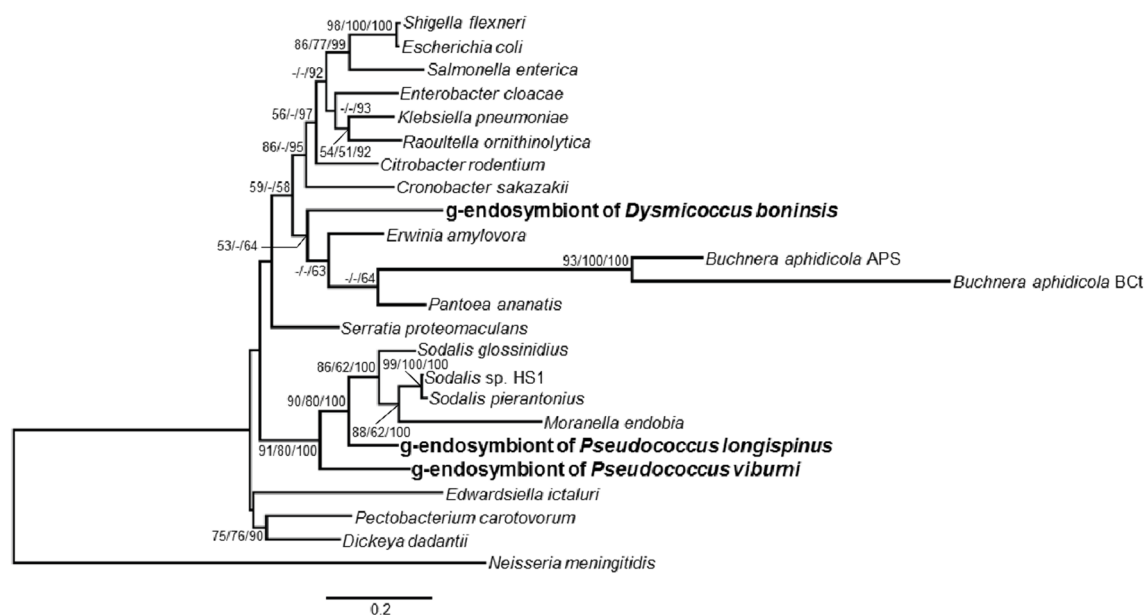 98/100/100
Shigella flexneri
86/77/99
Escherichia coli
-/-/92
Salmonella enterica
Enterobacter cloacae
56/-/97
-/-/93
Klebsiella pneumoniae
Raoultella ornithinolytica
86/-/95
54/51/92
Citrobacter rodentium
59/-/58
Cronobacter sakazakii
g-endosymbiont of Dysmicoccus boninsis
53/-/64
Erwinia amylovora
-/-/63
93/100/100
Buchnera aphidicola APS
-/-/64
Buchnera aphidicola BCt
Pantoea ananatis
Serratia proteomaculans
Sodalis glossinidius
86/62/100
99/100/100
Sodalis sp. HS1
90/80/100
Sodalis pierantonius
Moranella endobia
88/62/100
g-endosymbiont of Pseudococcus longispinus
91/80/100
g-endosymbiont of Pseudococcus viburni
Edwardsiella ictaluri
Pectobacterium carotovorum
75/76/90
Dickeya dadantii
Neisseria meningitidis
0.2